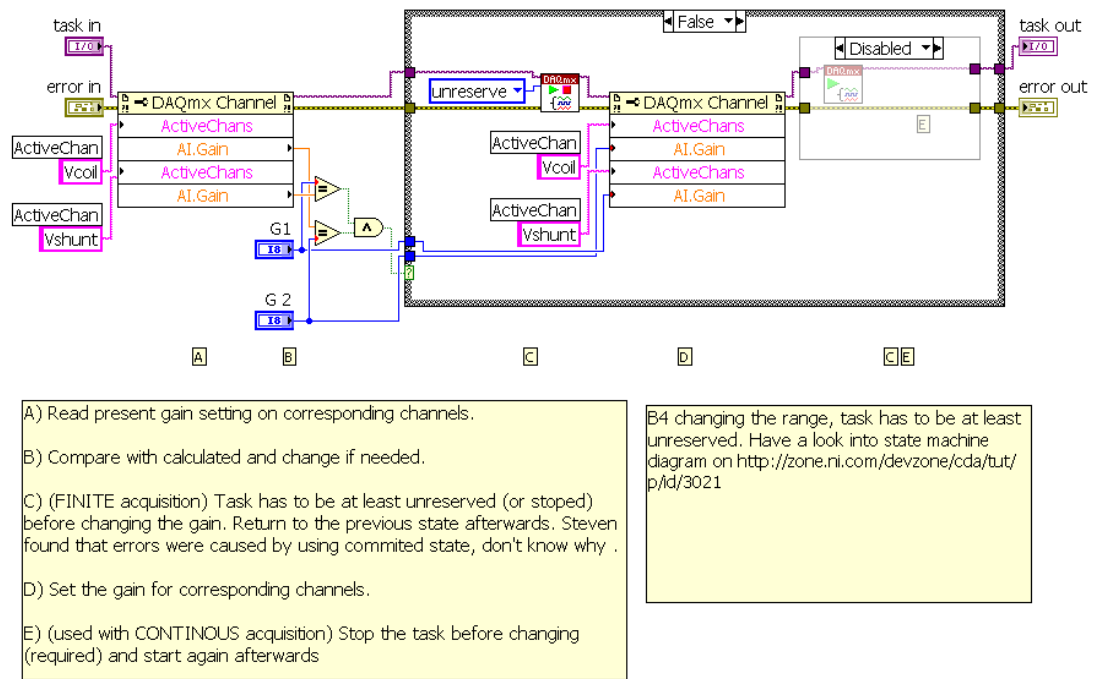 task in
I/O
error in
DAQmx Channel
ActiveChans
AI.Gain
ActiveChans
AI.Gain
ActiveChan
Vcoil
ActiveChan
Vshunt
G1
I8
G 2
I8
=
=
∧
?
False
unreserve
DAQmx
DAQmx Channel
ActiveChans
AI.Gain
ActiveChans
AI.Gain
ActiveChan
Vcoil
ActiveChan
Vshunt
Disabled
DAQmx
E
task out
I/O
error out
A
B
C
D
C E
A) Read present gain setting on corresponding channels.
B) Compare with calculated and change if needed.
C) (FINITE acquisition) Task has to be at least unreserved (or stoped)
before changing the gain. Return to the previous state afterwards. Steven
found that errors were caused by using commited state, don't know why .
D) Set the gain for corresponding channels.
E) (used with CONTINOUS acquisition) Stop the task before changing
(required) and start again afterwards
B4 changing the range, task has to be at least
unreserved. Have a look into state machine
diagram on http://zone.ni.com/devzone/cda/tut/
p/id/3021